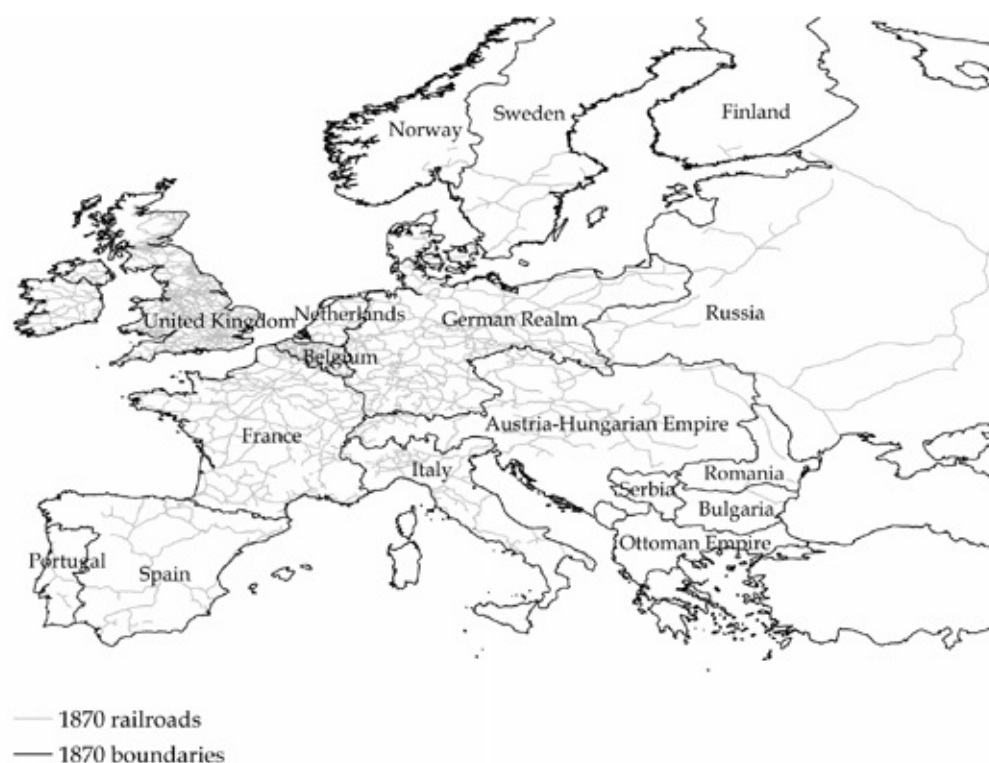 Sweden
Finland
Norway
United Kingdom
Netherlands
German Realm
Russia
Belgium
Austria-Hungarian Empire
France
Italy
Romania
Serbia
Bulgaria
Ottoman Empire
Portugal
Spain
1870 railroads
1870 boundaries